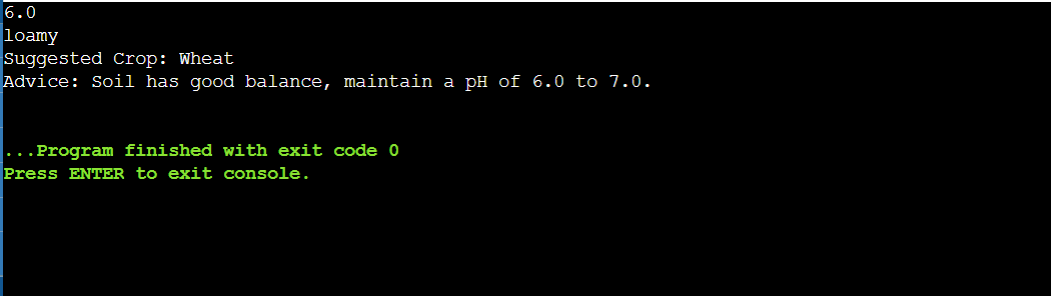 6.0
loamy
Suggested Crop: Wheat
Advice: Soil has good balance, maintain a pH of 6.0 to 7.0.
...Program finished with exit code 0
Press ENTER to exit console.